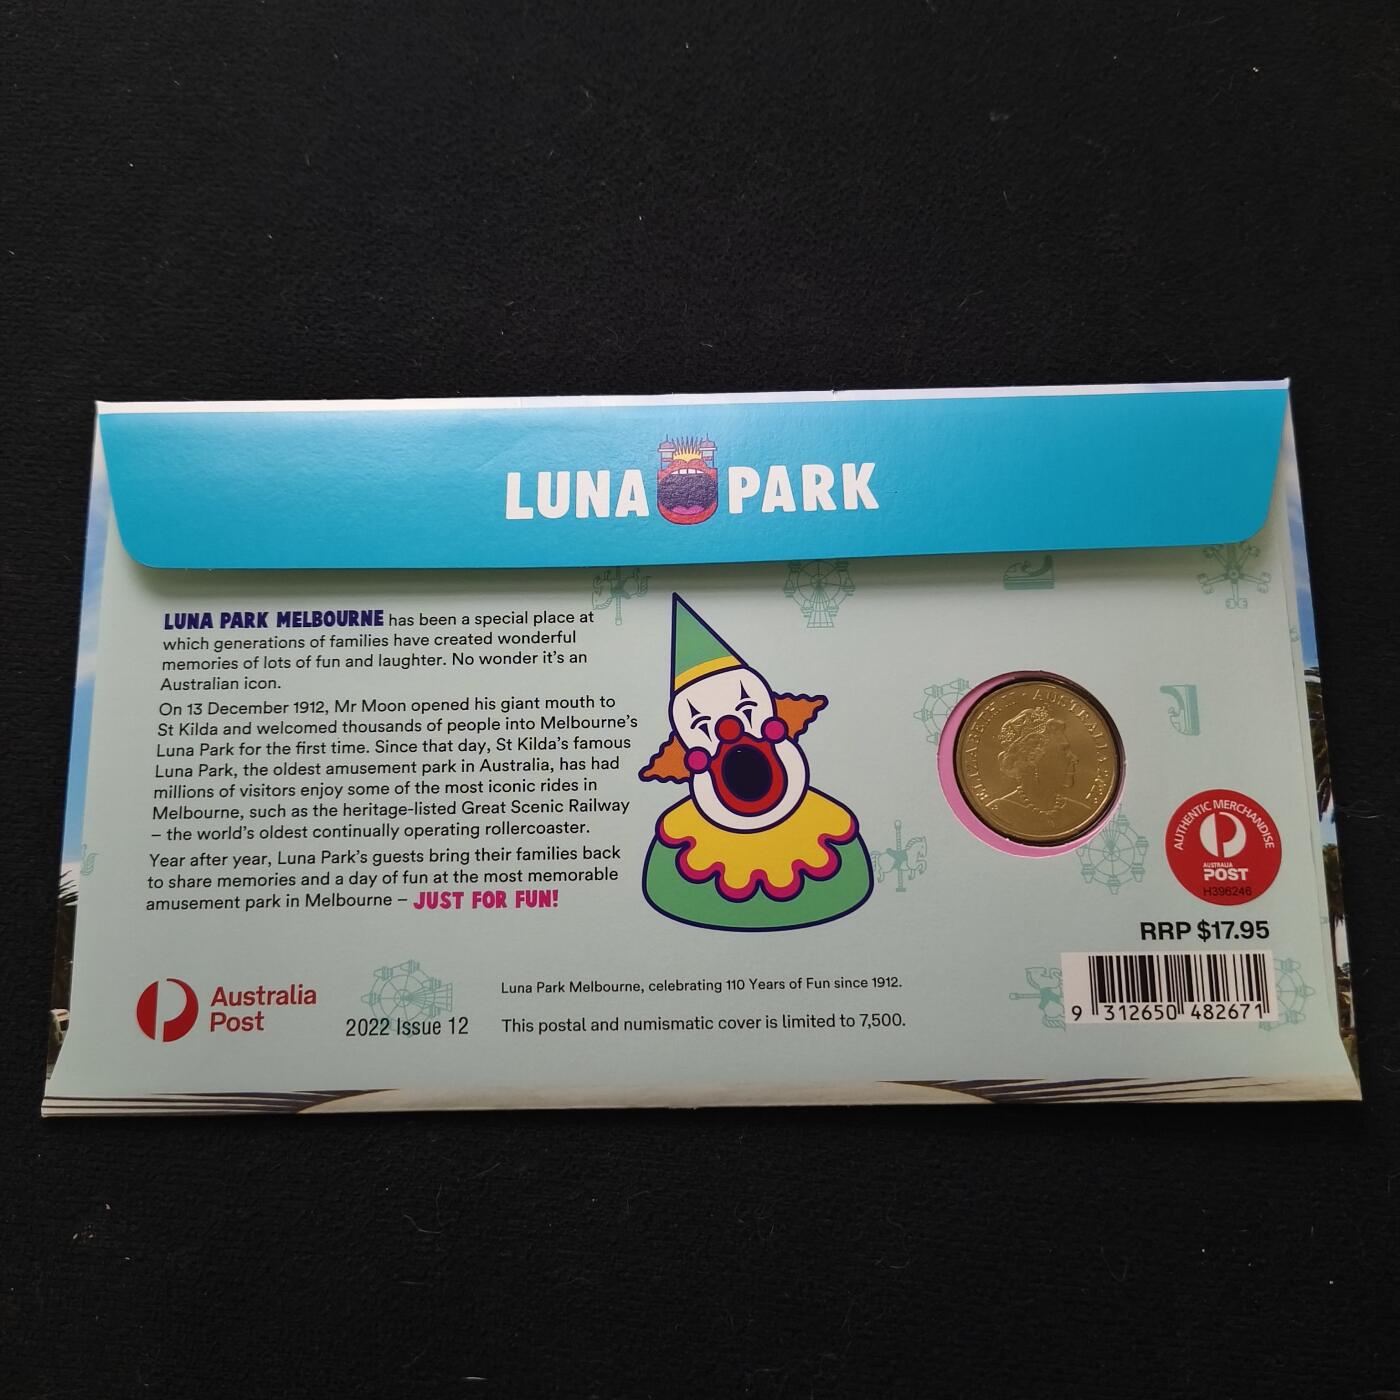 LUNA PARK
LUNA PARK MELBOURNE has been a special place at
which generations of families have created wonderful
memories of lots of fun and laughter. No wonder it's an
Australian icon.
On 13 December 1912, Mr Moon opened his giant mouth to
St Kilda and welcomed thousands of people into Melbourne's
Luna Park for the first time. Since that day, St Kilda's famous
Luna Park, the oldest amusement park in Australia, has had
millions of visitors enjoy some of the most iconic rides in
Melbourne, such as the heritage-listed Great Scenic Railway
– the world's oldest continually operating rollercoaster.
Year after year, Luna Park's guests bring their families back
to share memories and a day of fun at the most memorable
amusement park in Melbourne – JUST FOR FUN!
ELIZABETH II • AUSTRALIA 2022
AUTHENTIC MERCHANDISE
AUSTRALIA
POST
H396246
RRP $17.95
9 312650 482671
Australia
Post
2022 Issue 12
Luna Park Melbourne, celebrating 110 Years of Fun since 1912.
This postal and numismatic cover is limited to 7,500.